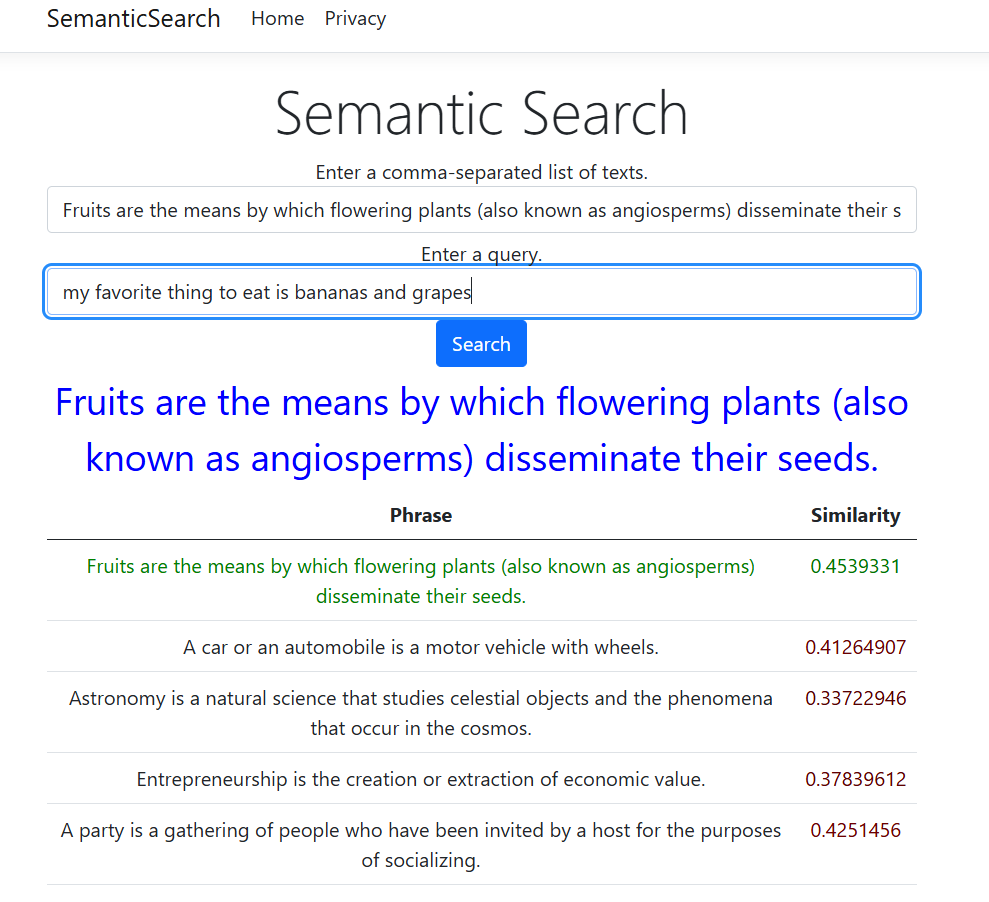 SemanticSearch Home Privacy
Semantic Search
Enter a comma-separated list of texts.
Fruits are the means by which flowering plants (also known as angiosperms) disseminate their s
Enter a query.
my favorite thing to eat is bananas and grapes
Search
Fruits are the means by which flowering plants (also
known as angiosperms) disseminate their seeds.
Phrase Similarity
Fruits are the means by which flowering plants (also known as angiosperms) 0.4539331
disseminate their seeds.
A car or an automobile is a motor vehicle with wheels. 0.41264907
Astronomy is a natural science that studies celestial objects and the phenomena 0.33722946
that occur in the cosmos.
Entrepreneurship is the creation or extraction of economic value. 0.37839612
A party is a gathering of people who have been invited by a host for the purposes 0.4251456
of socializing.